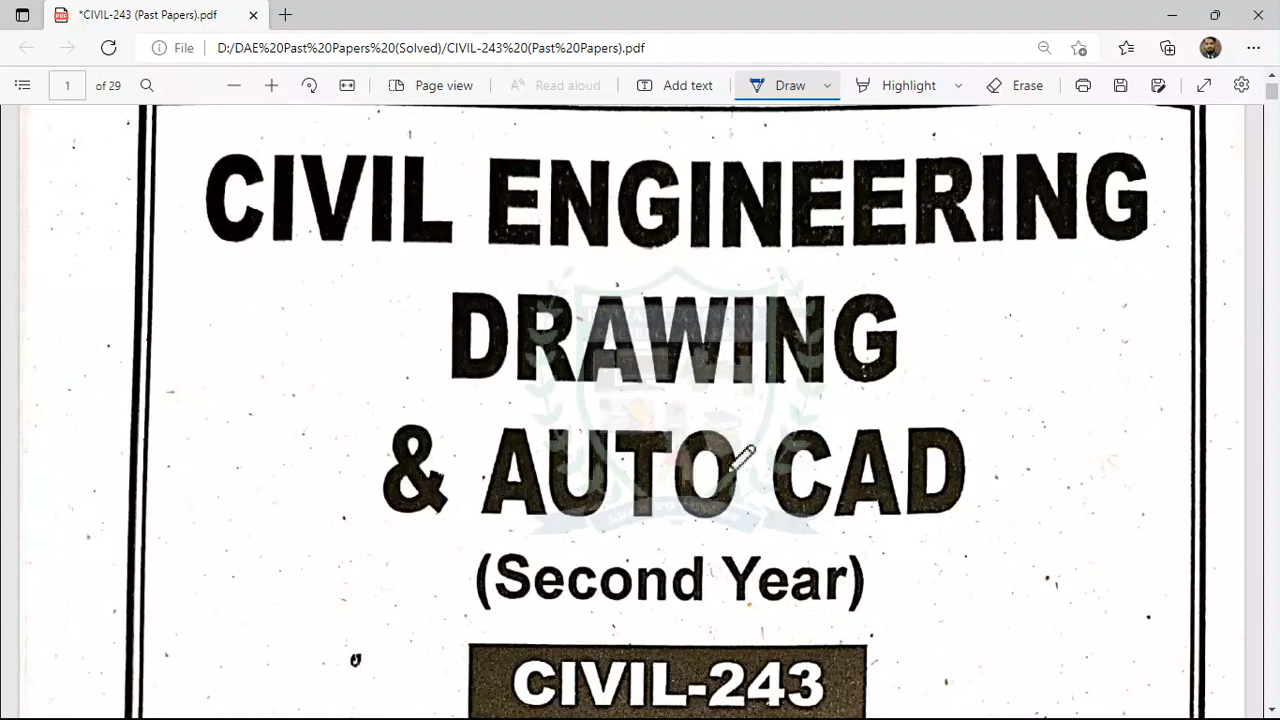 *CIVIL-243 (Past Papers).pdf
File D:/DAE%20Past%20Papers%20(Solved)/CIVIL-243%20(Past%20Papers).pdf
1 of 29 Page view Read aloud Add text Draw Highlight Erase
CIVIL ENGINEERING
DRAWING
& AUTO CAD
(Second Year)
CIVIL-243